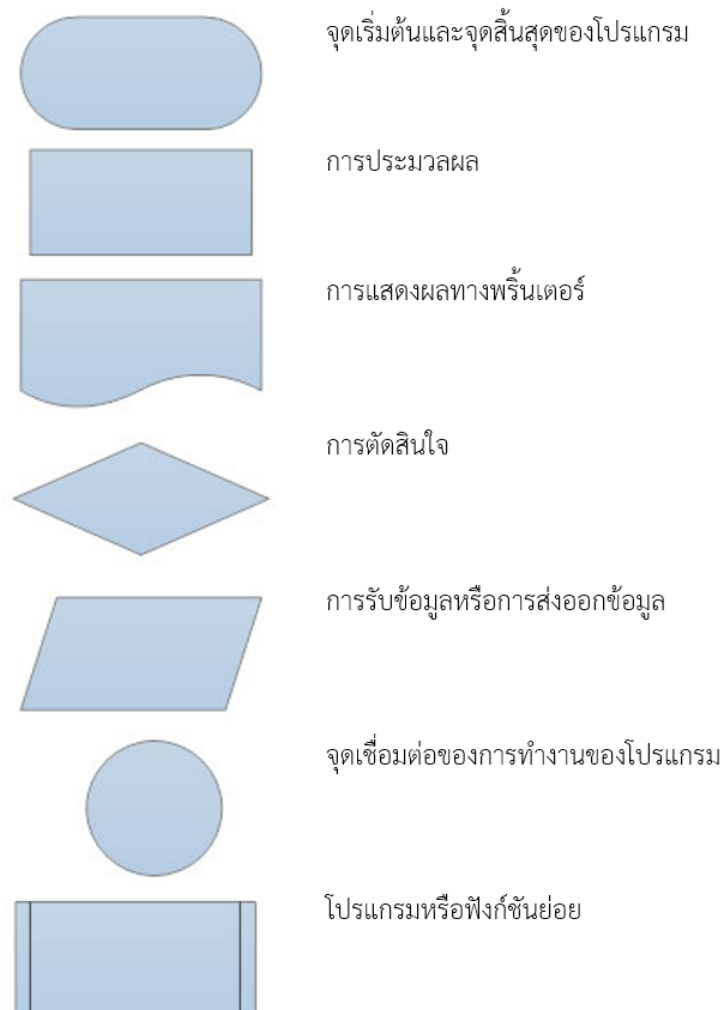 จุดเริ่มต้นและจุดสิ้นสุดของโปรแกรม
การประมวลผล
การแสดงผลทางพริ้นเตอร์
การตัดสินใจ
การรับข้อมูลหรือการส่งออกข้อมูล
จุดเชื่อมต่อของการทำงานของโปรแกรม
โปรแกรมหรือฟังก์ชันย่อย